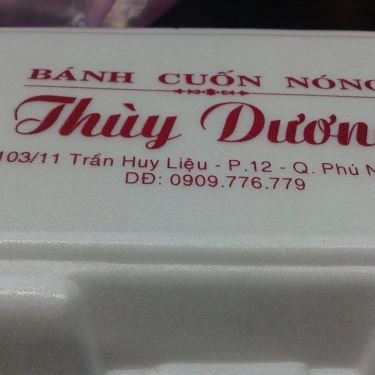 BÁNH CUỐN NÓNG
Thùy Dươn
103/11 Trần Huy Liệu - P.12 - Q. Phú N
DĐ: 0909.776.779